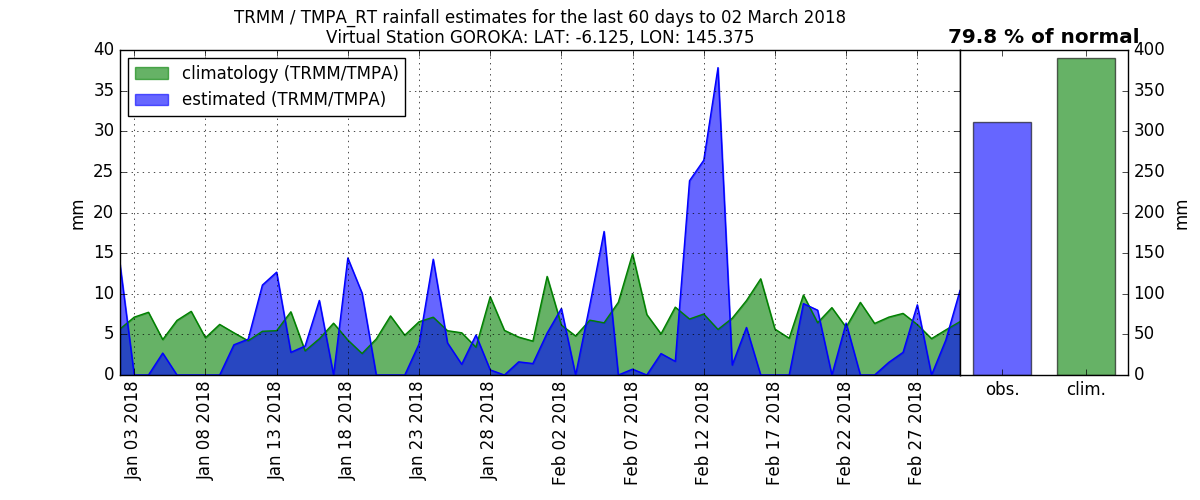 TRMM / TMPA_RT rainfall estimates for the last 60 days to 02 March 2018
Virtual Station GOROKA: LAT: -6.125, LON: 145.375
79.8 % of normal
climatology (TRMM/TMPA)
estimated (TRMM/TMPA)
mm
40
35
30
25
20
15
10
5
0
Jan 03 2018
Jan 08 2018
Jan 13 2018
Jan 18 2018
Jan 23 2018
Jan 28 2018
Feb 02 2018
Feb 07 2018
Feb 12 2018
Feb 17 2018
Feb 22 2018
Feb 27 2018
obs.
clim.
400
350
300
250
200
150
100
50
0
mm